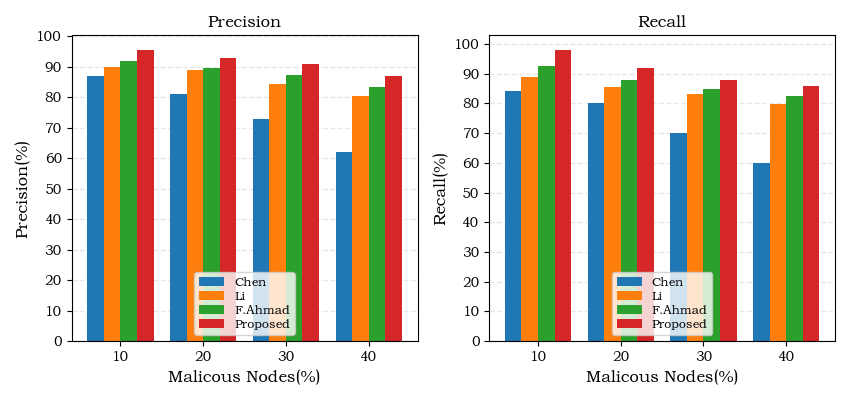 Precision
Precision(%)
100
90
80
70
60
50
40
30
20
10
0
10 20 30 40
Malicous Nodes(%)
Chen
Li
F.Ahmad
Proposed
Recall
Recall(%)
100
90
80
70
60
50
40
30
20
10
0
10 20 30 40
Malicous Nodes(%)
Chen
Li
F.Ahmad
Proposed